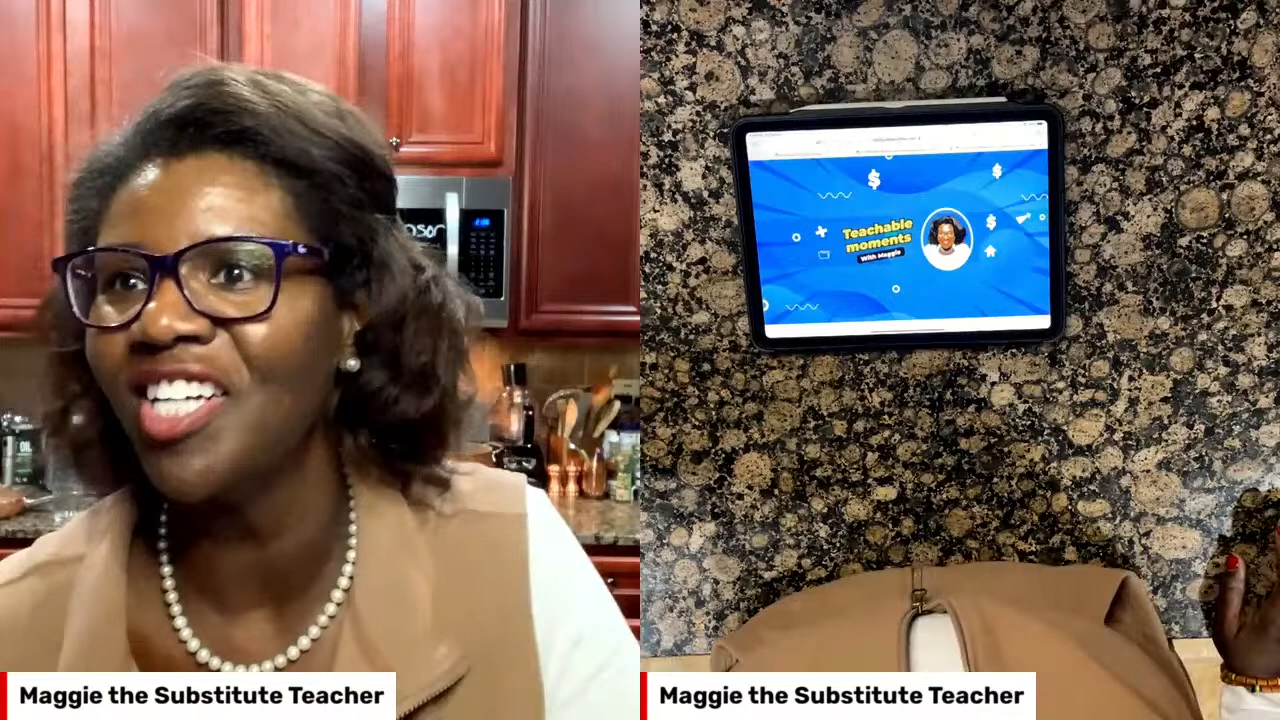 Maggie the Substitute Teacher
Teachable
moments
With Maggie
Maggie the Substitute Teacher